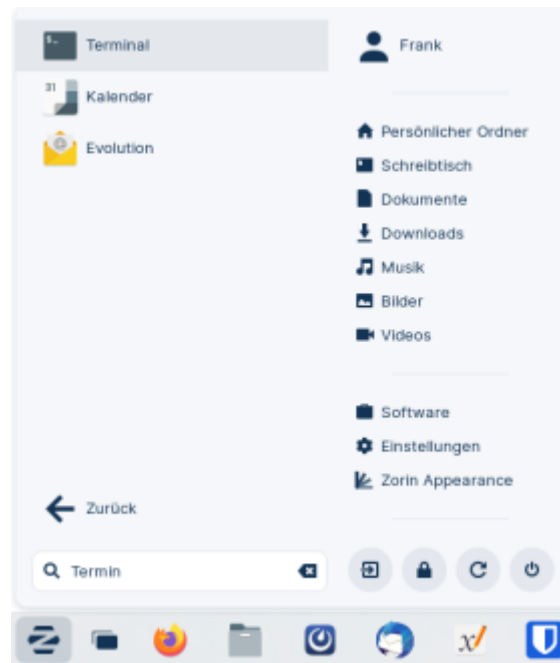 Terminal
31
Kalender
Evolution
Zurück
Termin
Frank
Persönlicher Ordner
Schreibtisch
Dokumente
Downloads
Musik
Bilder
Videos
Software
Einstellungen
Zorin Appearance